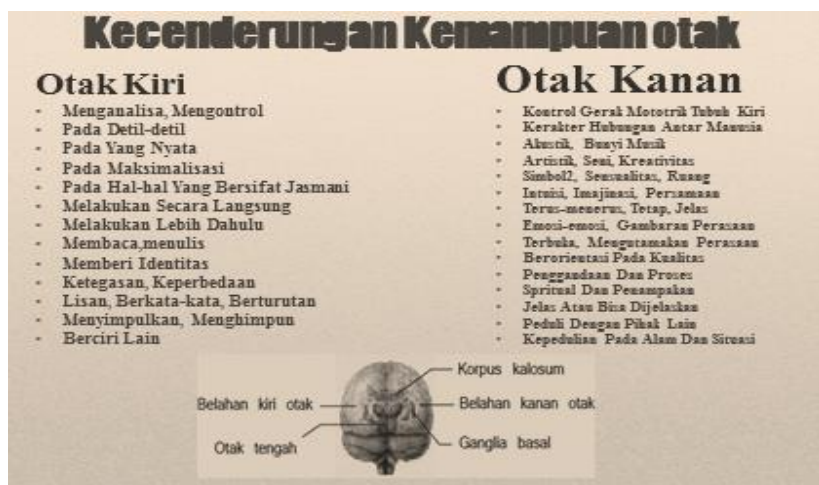 Kecenderungan Kemampuan otak
Otak Kiri
Menganalisa, Mengontrol
Pada Detil-detil
Pada Yang Nyata
Pada Maksimalisasi
Pada Hal-hal Yang Bersifat Jasmani
Melakukan Secara Langsung
Melakukan Lebih Dahulu
Membaca,menulis
Memberi Identitas
Ketegasan, Keperbedaan
Lisan, Berkata-kata, Berturutan
Menyimpulkan, Menghimpun
Berciri Lain
Otak Kanan
Kontrol Gerak Mototrik Tubuh Kiri
Kerakter Hubungan Antar Manusia
Akustik, Bunyi Musik
Artistik, Seni, Kreativitas
Simbol2, Sensualitas, Ruang
Intuisi, Imajinasi, Persamaan
Terus-menerus, Tetap, Jelas
Emosi-emosi, Gambaran Perasaan
Terbuka, Mengutamakan Perasaan
Berorientasi Pada Kualitas
Penggandaan Dan Proses
Spritual Dan Penampakan
Jelas Atau Bisa Dijelaskan
Peduli Dengan Pihak Lain
Kepedulian Pada Alam Dan Situasi
Korpus kalosum
Belahan kiri otak
Belahan kanan otak
Otak tengah
Ganglia basal